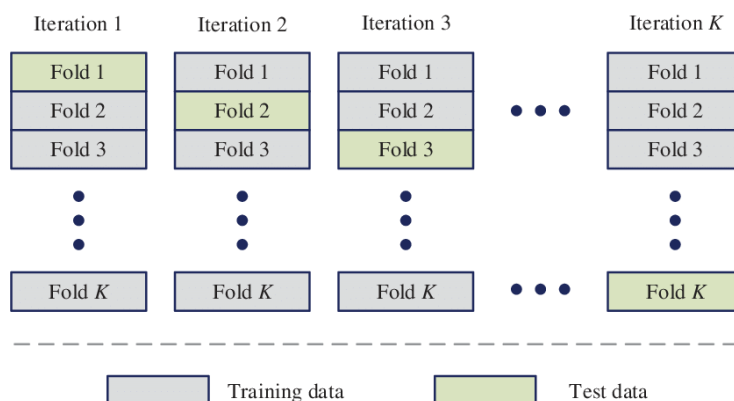 Iteration 1 Iteration 2 Iteration 3 Iteration K
Fold 1 Fold 1 Fold 1 Fold 1
Fold 2 Fold 2 Fold 2 Fold 2
Fold 3 Fold 3 Fold 3 Fold 3
Fold K Fold K Fold K Fold K
Training data Test data